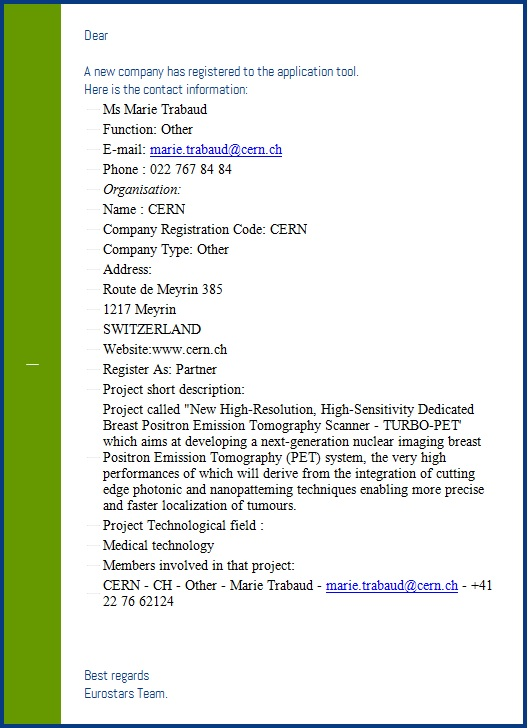 Dear
A new company has registered to the application tool.
Here is the contact information:
Ms Marie Trabaud
Function: Other
E-mail: marie.trabaud@cern.ch
Phone : 022 767 84 84
Organisation:
Name : CERN
Company Registration Code: CERN
Company Type: Other
Address:
Route de Meyrin 385
1217 Meyrin
SWITZERLAND
Website:www.cern.ch
Register As: Partner
Project short description:
Project called "New High-Resolution, High-Sensitivity Dedicated
Breast Positron Emission Tomography Scanner - TURBO-PET'
which aims at developing a next-generation nuclear imaging breast
Positron Emission Tomography (PET) system, the very high
performances of which will derive from the integration of cutting
edge photonic and nanopatteming techniques enabling more precise
and faster localization of tumours.
Project Technological field :
Medical technology
Members involved in that project:
CERN - CH - Other - Marie Trabaud - marie.trabaud@cern.ch - +41
22 76 62124
Best regards
Eurostars Team.